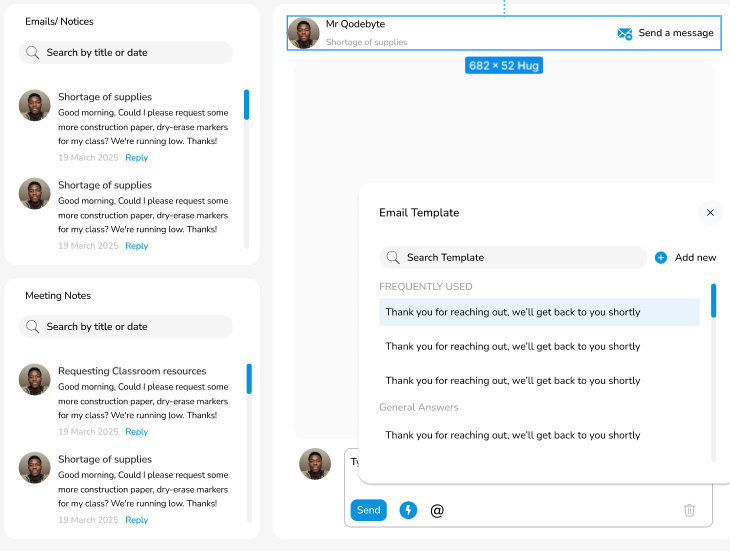 Emails/ Notices
Search by title or date
Shortage of supplies
Good morning, Could I please request some
more construction paper, dry-erase markers
for my class? We're running low. Thanks!
19 March 2025 Reply
Shortage of supplies
Good morning, Could I please request some
more construction paper, dry-erase markers
for my class? We're running low. Thanks!
19 March 2025 Reply
Meeting Notes
Search by title or date
Requesting Classroom resources
Good morning, Could I please request some
more construction paper, dry-erase markers
for my class? We're running low. Thanks!
19 March 2025 Reply
Shortage of supplies
Good morning, Could I please request some
more construction paper, dry-erase markers
for my class? We're running low. Thanks!
19 March 2025 Reply
Mr Qodebyte
Shortage of supplies
Send a message
682 × 52 Hug
Email Template
Search Template
Add new
FREQUENTLY USED
Thank you for reaching out, we'll get back to you shortly
Thank you for reaching out, we'll get back to you shortly
Thank you for reaching out, we'll get back to you shortly
General Answers
Thank you for reaching out, we'll get back to you shortly
Send @